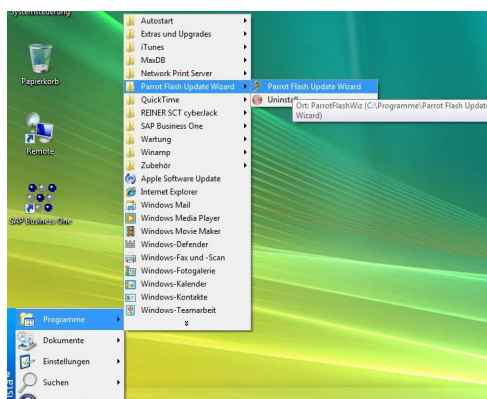 Systemsteuerung
Papierkorb
Remote
SAP Business One
Autostart
Extras und Upgrades
iTunes
MaxDB
Network Print Server
Parrot Flash Update Wizard
QuickTime
REINER SCT cyberJack
SAP Business One
Wartung
Winamp
Zubehör
Apple Software Update
Internet Explorer
Windows Mail
Windows Media Player
Windows Movie Maker
Windows-Defender
Windows-Fax und -Scan
Windows-Fotogalerie
Windows-Kalender
Windows-Kontakte
Windows-Teamarbeit
Parrot Flash Update Wizard
Uninstall
Ort: ParrotFlashWiz (C:\Programme\Parrot Flash Update
Wizard)
Programme
Dokumente
Einstellungen
Suchen